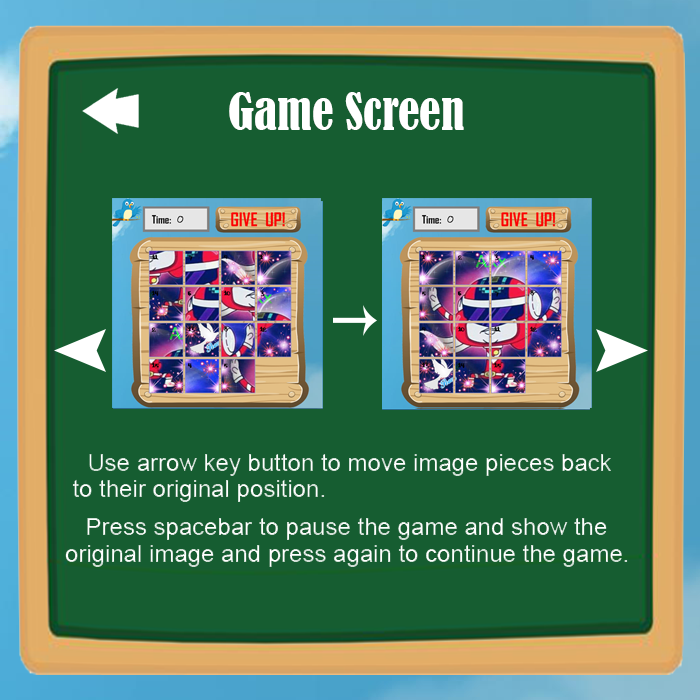 Game Screen
Time: 0
GIVE UP!
Time: 0
GIVE UP!
Use arrow key button to move image pieces back
to their original position.
Press spacebar to pause the game and show the
original image and press again to continue the game.